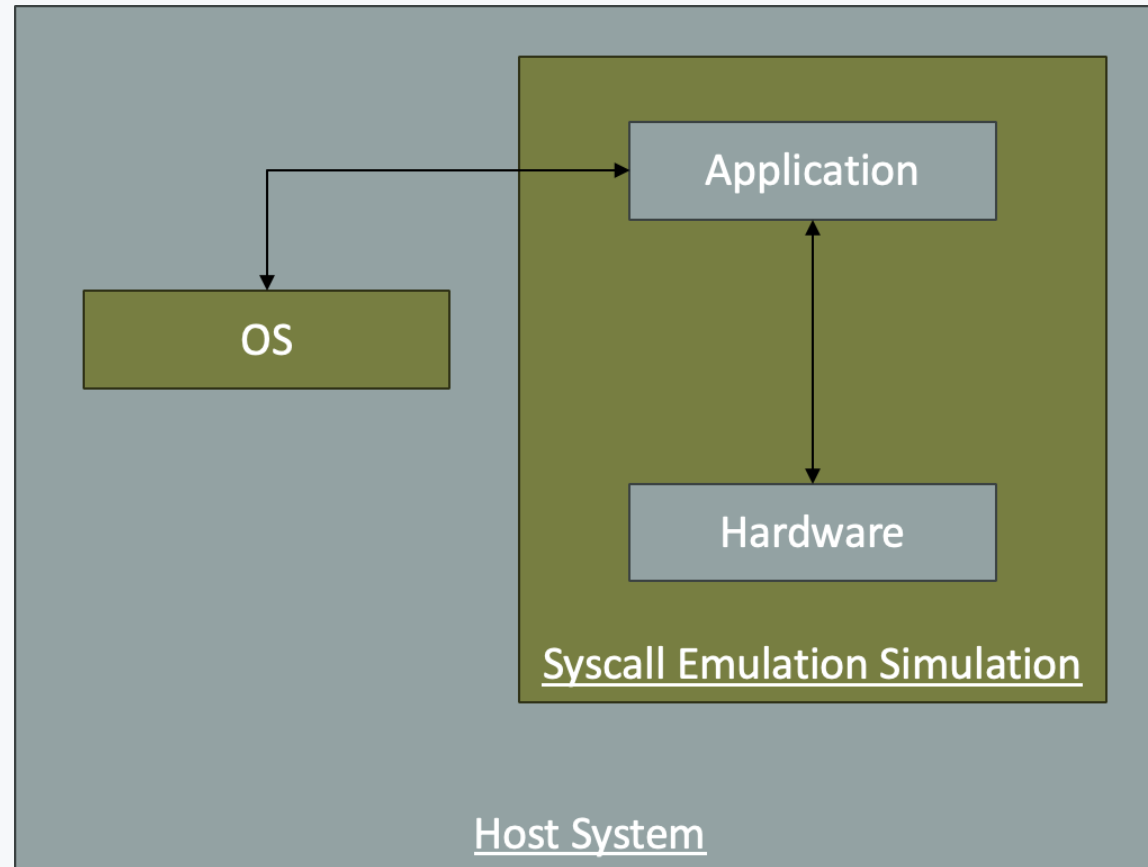 Application
OS
Hardware
Syscall Emulation Simulation
Host System